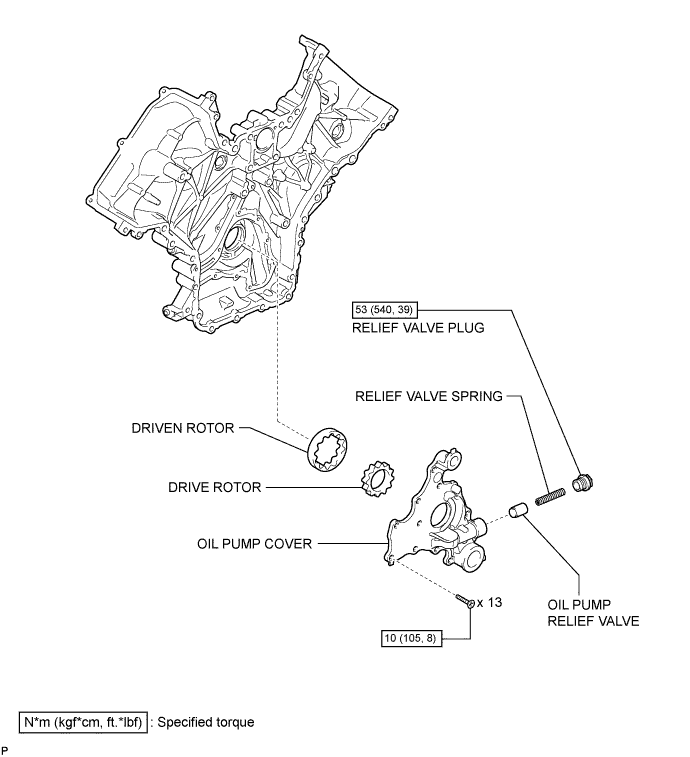 53 (540, 39)
RELIEF VALVE PLUG
RELIEF VALVE SPRING
DRIVEN ROTOR
DRIVE ROTOR
OIL PUMP COVER
x 13
OIL PUMP
RELIEF VALVE
10 (105, 8)
N*m (kgf*cm, ft.*lbf) : Specified torque
P